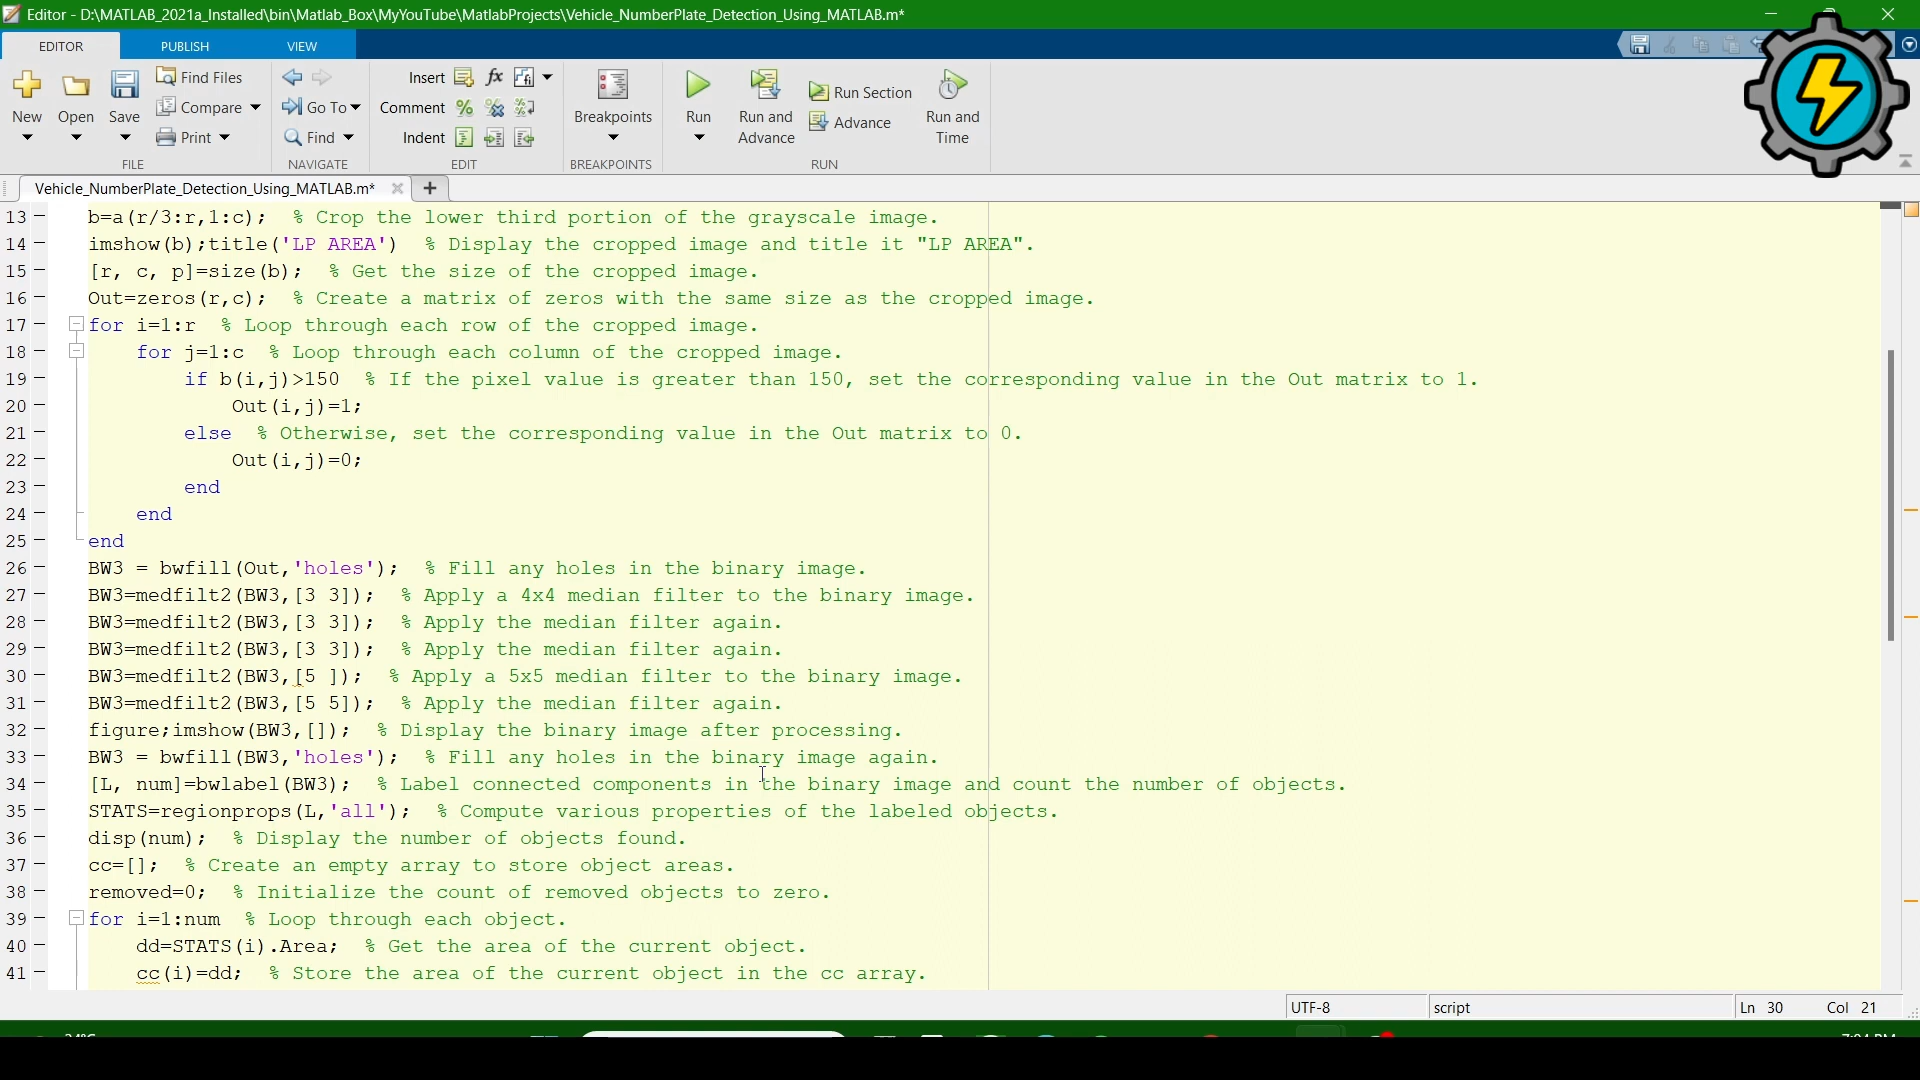 Editor - D:\MATLAB_2021a_Installed\bin\Matlab_Box\MyYouTube\MatlabProjects\Vehicle_NumberPlate_Detection_Using_MATLAB.m*
EDITOR PUBLISH VIEW
New Open Save Find Files Compare Print
FILE
Go To Find
NAVIGATE
Insert fx Comment Indent
EDIT
Breakpoints
BREAKPOINTS
Run Run and Advance Run Section Advance Run and Time
RUN
Vehicle_NumberPlate_Detection_Using_MATLAB.m*
13 - b=a(r/3:r,1:c); % Crop the lower third portion of the grayscale image.
14 - imshow(b);title('LP AREA') % Display the cropped image and title it "LP AREA".
15 - [r, c, p]=size(b); % Get the size of the cropped image.
16 - Out=zeros(r,c); % Create a matrix of zeros with the same size as the cropped image.
17 - for i=1:r % Loop through each row of the cropped image.
18 - for j=1:c % Loop through each column of the cropped image.
19 - if b(i,j)>150 % If the pixel value is greater than 150, set the corresponding value in the Out matrix to 1.
20 - Out(i,j)=1;
21 - else % Otherwise, set the corresponding value in the Out matrix to 0.
22 - Out(i,j)=0;
23 - end
24 - end
25 - end
26 - BW3 = bwfill(Out,'holes'); % Fill any holes in the binary image.
27 - BW3=medfilt2(BW3,[3 3]); % Apply a 4x4 median filter to the binary image.
28 - BW3=medfilt2(BW3,[3 3]); % Apply the median filter again.
29 - BW3=medfilt2(BW3,[3 3]); % Apply the median filter again.
30 - BW3=medfilt2(BW3,[5 ]); % Apply a 5x5 median filter to the binary image.
31 - BW3=medfilt2(BW3,[5 5]); % Apply the median filter again.
32 - figure;imshow(BW3,[]); % Display the binary image after processing.
33 - BW3 = bwfill(BW3,'holes'); % Fill any holes in the binary image again.
34 - [L, num]=bwlabel(BW3); % Label connected components in the binary image and count the number of objects.
35 - STATS=regionprops(L,'all'); % Compute various properties of the labeled objects.
36 - disp(num); % Display the number of objects found.
37 - cc=[]; % Create an empty array to store object areas.
38 - removed=0; % Initialize the count of removed objects to zero.
39 - for i=1:num % Loop through each object.
40 - dd=STATS(i).Area; % Get the area of the current object.
41 - cc(i)=dd; % Store the area of the current object in the cc array.
UTF-8 script Ln 30 Col 21